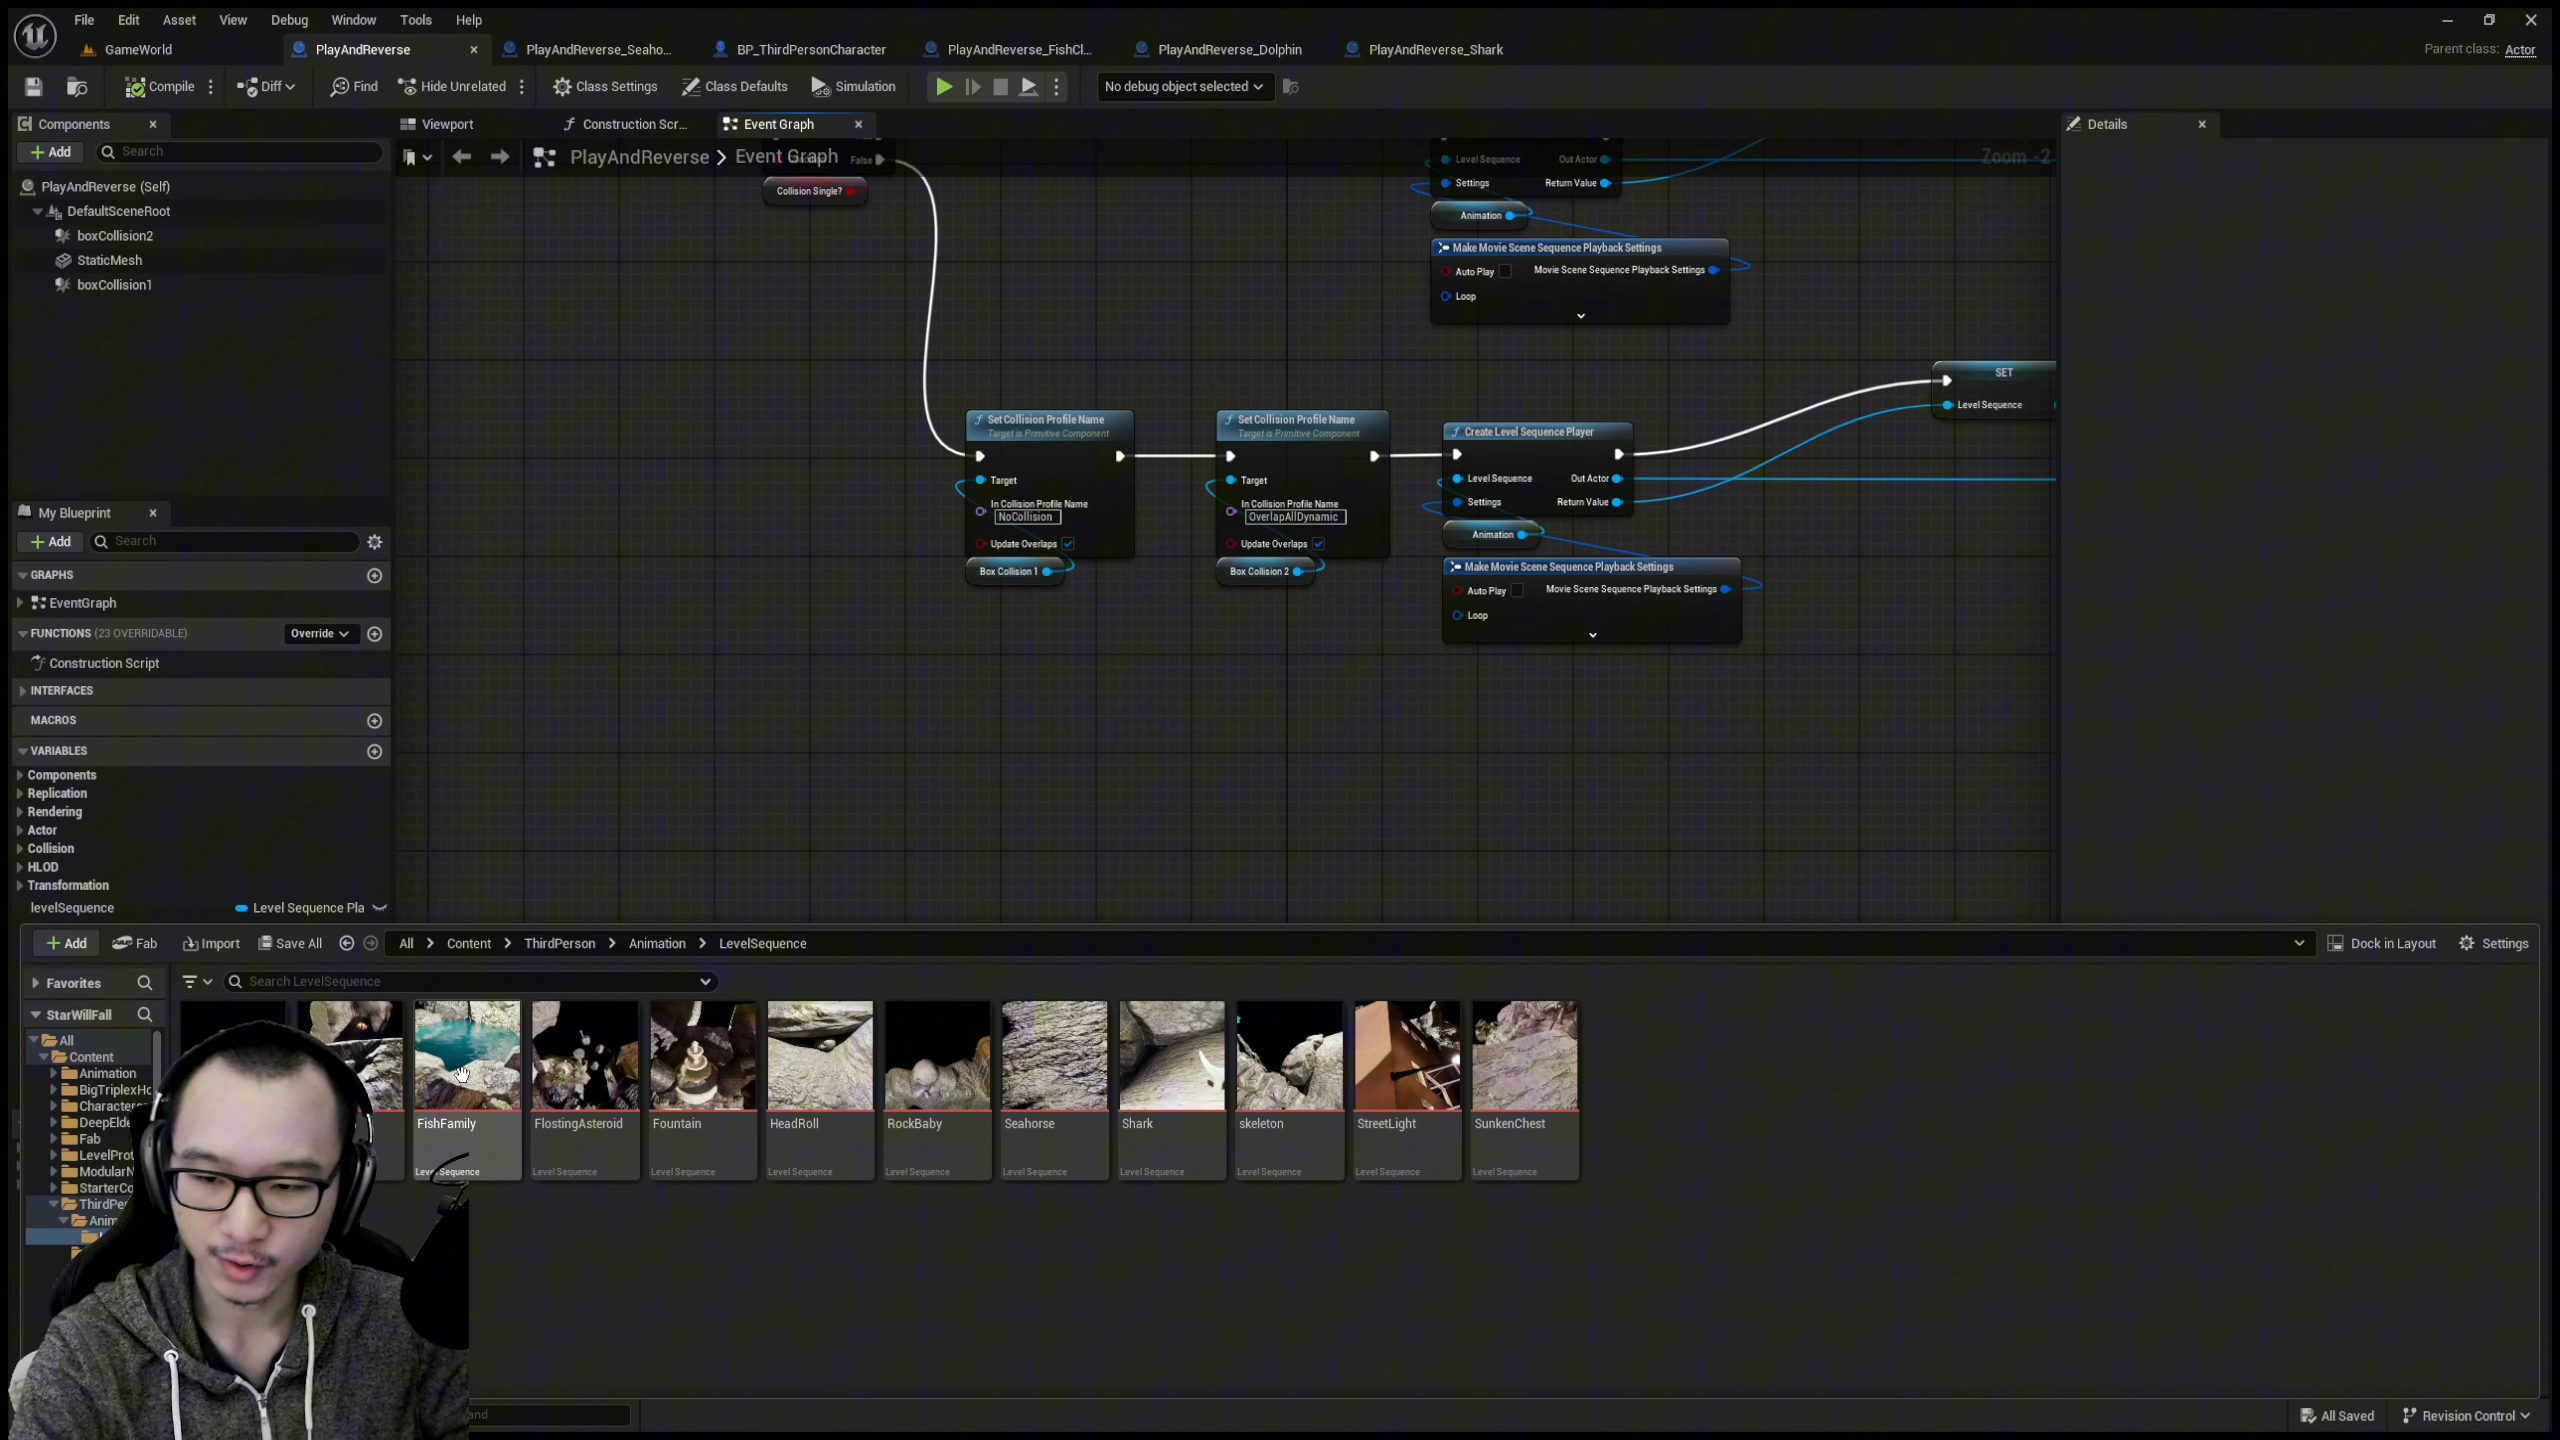 File Edit Asset View Debug Window Tools Help
GameWorld PlayAndReverse PlayAndReverse_Seaho... BP_ThirdPersonCharacter PlayAndReverse_FishCl... PlayAndReverse_Dolphin PlayAndReverse_Shark Parent class: Actor
Compile Diff Find Hide Unrelated Class Settings Class Defaults Simulation No debug object selected
Components Viewport Construction Scr... Event Graph Details
Add Search
PlayAndReverse > Event Graph
Zoom -2
False
Collision Single?
PlayAndReverse (Self)
DefaultSceneRoot
boxCollision2
StaticMesh
boxCollision1
Level Sequence Out Actor
Settings Return Value
Animation
Make Movie Scene Sequence Playback Settings
Auto Play Movie Scene Sequence Playback Settings
Loop
SET
Level Sequence
Set Collision Profile Name
Target is Primitive Component
Target
In Collision Profile Name
NoCollision
Update Overlaps
Box Collision 1
Set Collision Profile Name
Target is Primitive Component
Target
In Collision Profile Name
OverlapAllDynamic
Update Overlaps
Box Collision 2
Create Level Sequence Player
Level Sequence Out Actor
Settings Return Value
Animation
Make Movie Scene Sequence Playback Settings
Auto Play Movie Scene Sequence Playback Settings
Loop
My Blueprint
Add Search
GRAPHS
EventGraph
FUNCTIONS (23 OVERRIDABLE) Override
Construction Script
INTERFACES
MACROS
VARIABLES
Components
Replication
Rendering
Actor
Collision
HLOD
Transformation
levelSequence Level Sequence Pla
Add Fab Import Save All All > Content > ThirdPerson > Animation > LevelSequence Dock in Layout Settings
Favorites Search LevelSequence
StarWillFall
All
Content
Animation
BigTriplexHo
Character
DeepElde
Fab
LevelProt
ModularN
StarterCo
ThirdPer
Anim
FishFamily FlostingAsteroid Fountain HeadRoll RockBaby Seahorse Shark skeleton StreetLight SunkenChest
Level Sequence Level Sequence Level Sequence Level Sequence Level Sequence Level Sequence Level Sequence Level Sequence Level Sequence Level Sequence
All Saved Revision Control